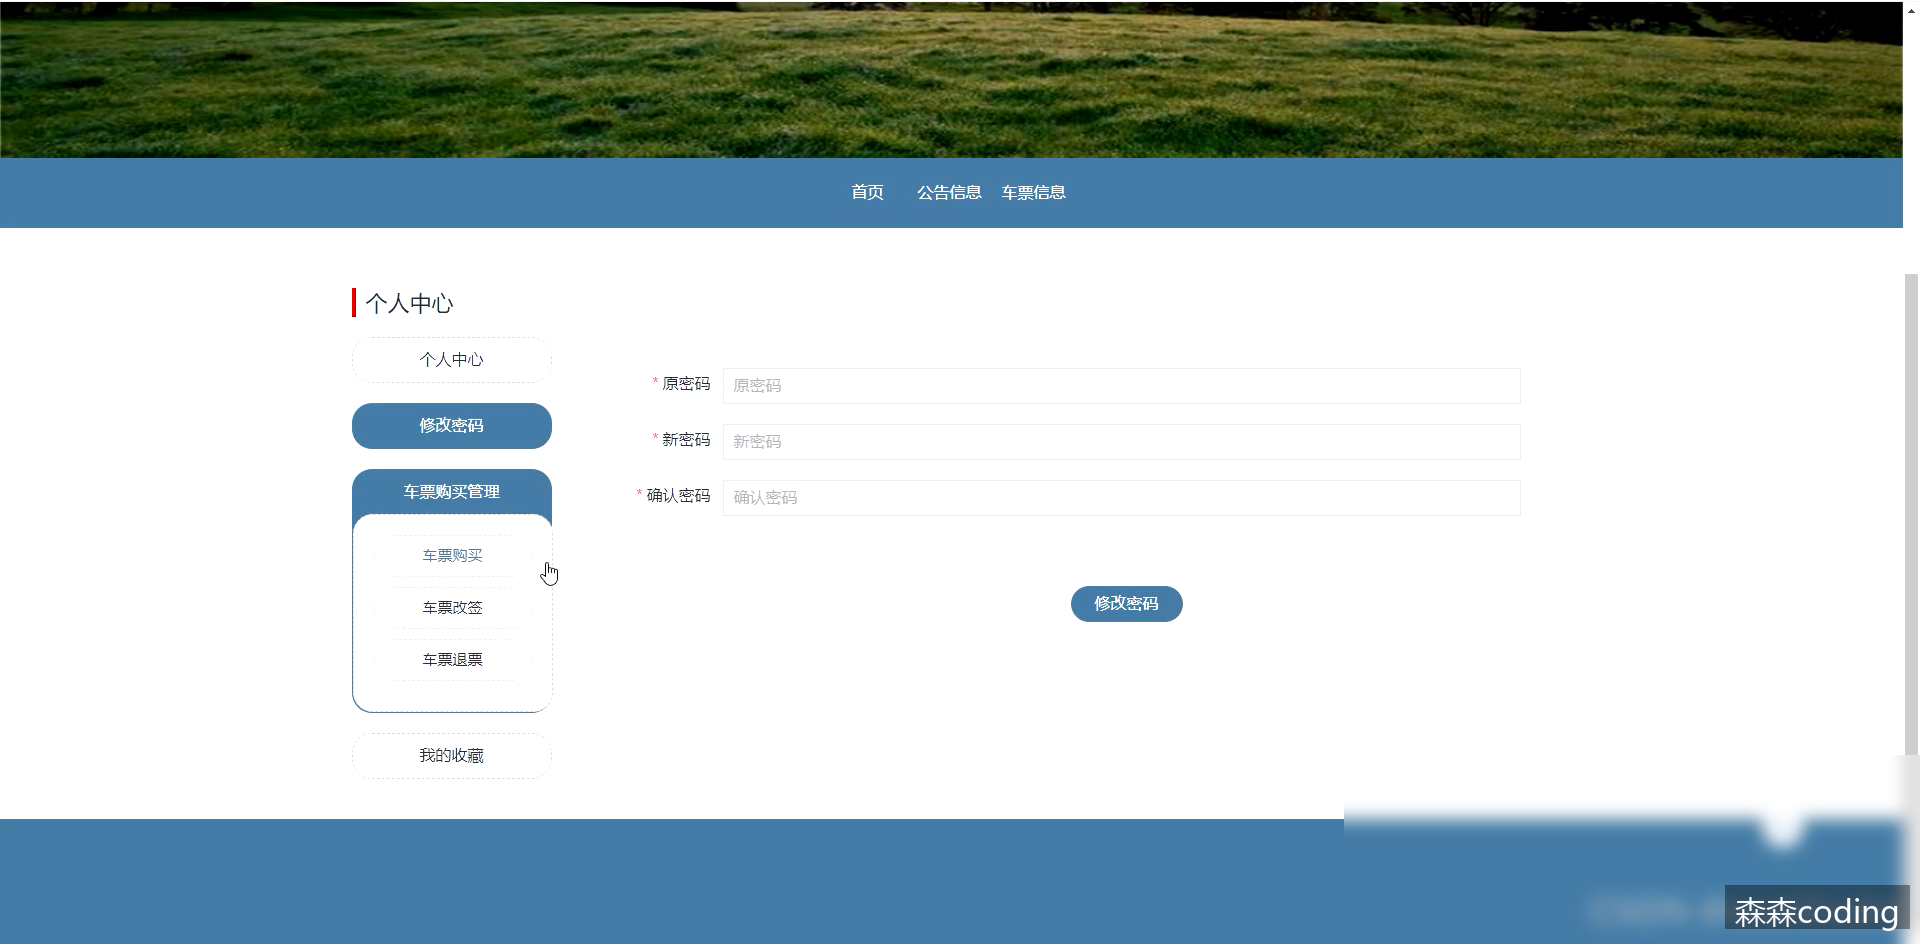 首页 公告信息 车票信息
个人中心
个人中心
修改密码
车票购买管理
车票购买
车票改签
车票退票
我的收藏
* 原密码 原密码
* 新密码 新密码
* 确认密码 确认密码
修改密码
森森coding